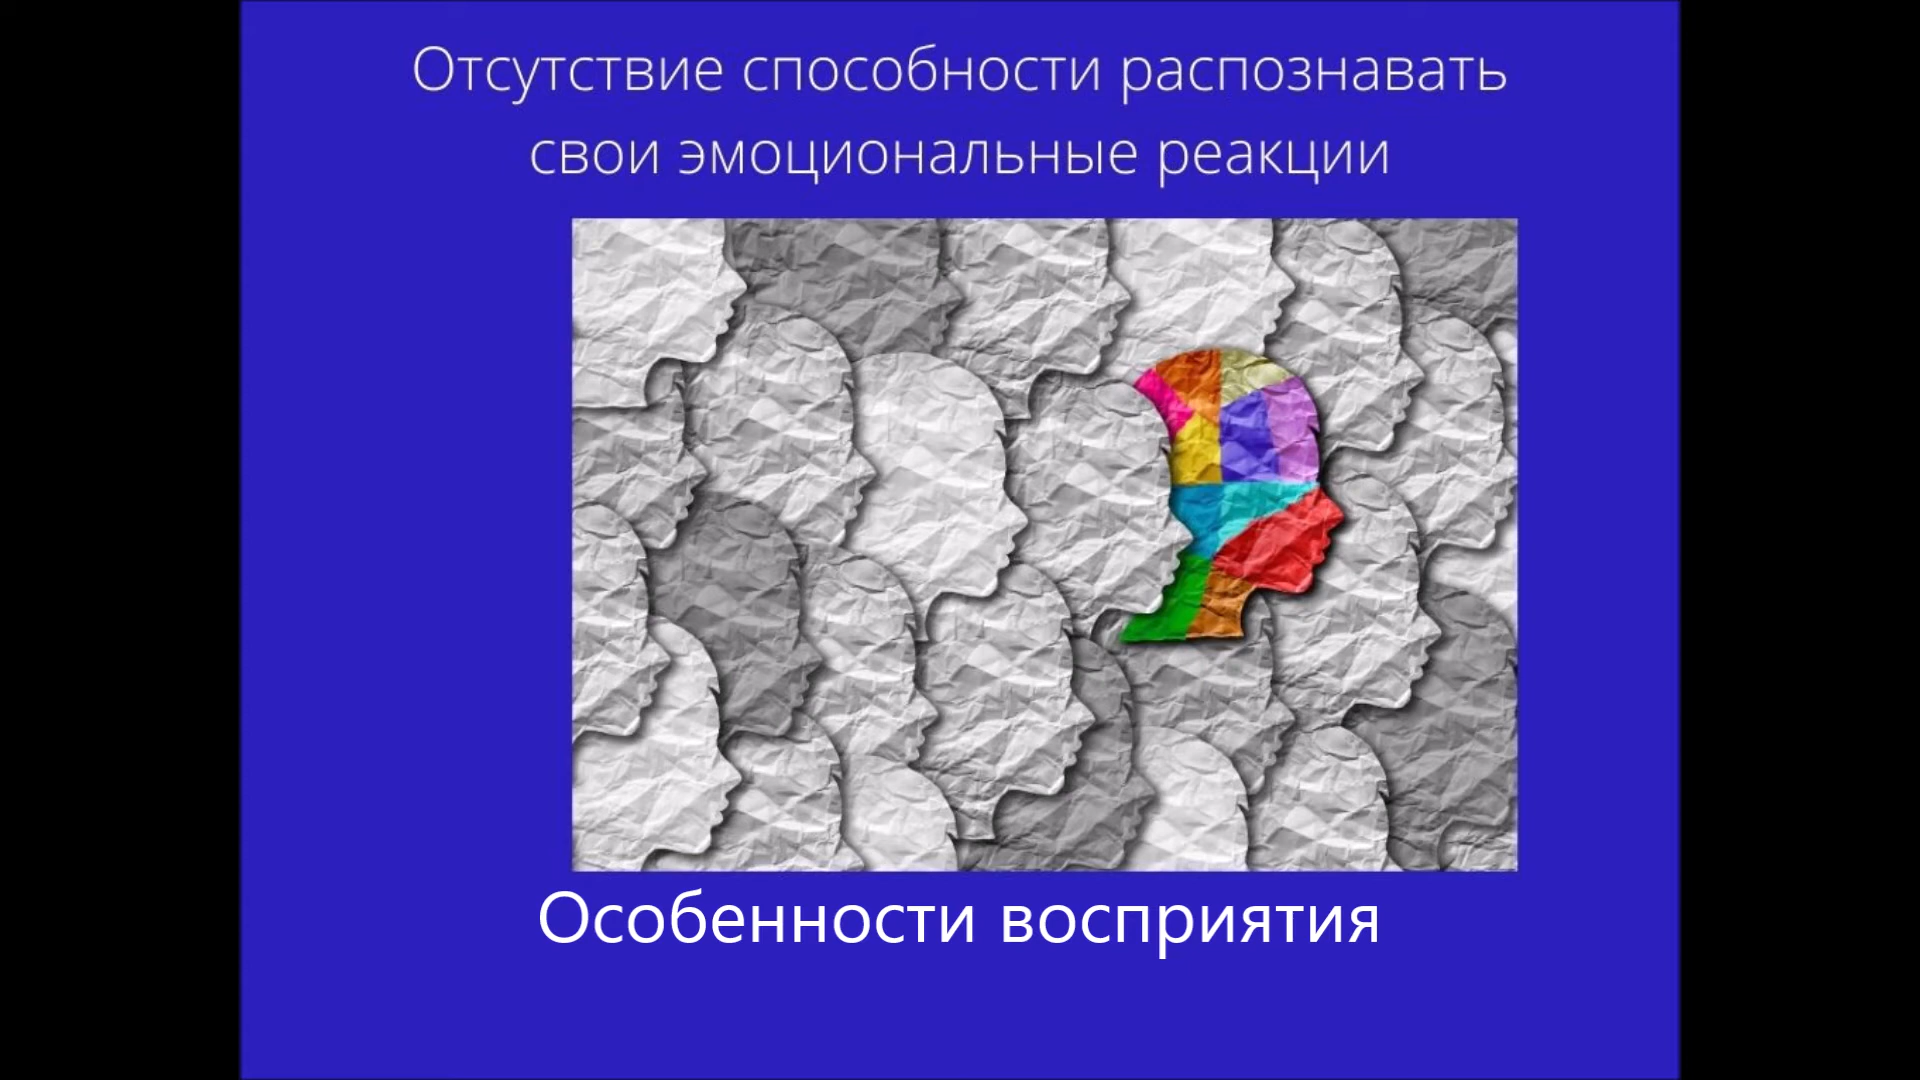 Отсутствие способности распознавать
свои эмоциональные реакции
Особенности восприятия